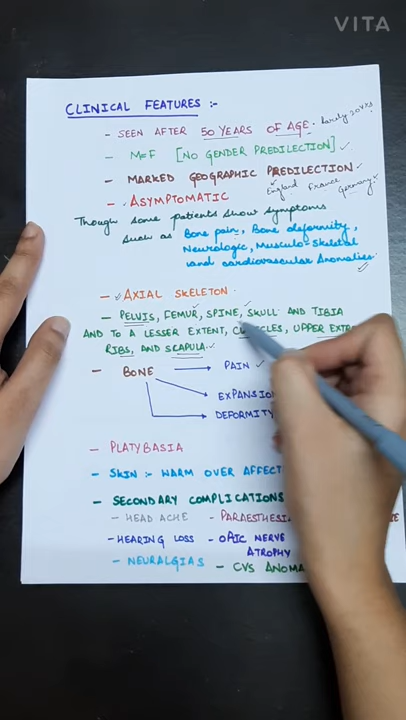 VITA
CLINICAL FEATURES :-
- SEEN AFTER 50 YEARS OF AGE. Rarely 20 yrs
- M=F [NO GENDER PREDILECTION]
- MARKED GEOGRAPHIC PREDILECTION
England France Germany
- ASYMPTOMATIC
Though some patients show symptoms
such as Bone pain, Bone deformity,
Neurologic, Musculo-Skeletal
and cardiovascular Anomalies
- AXIAL SKELETON
- PELVIS, FEMUR, SPINE, SKULL AND TIBIA
AND TO A LESSER EXTENT, UPPER
RIBS, AND SCAPULA
- BONE → PAIN
EXPANSION
DEFORMITY
- PLATYBASIA
- SKIN :- WARM OVER
- SECONDARY COMPLICATIONS
- HEAD ACHE - PARAESTHESIA
- HEARING LOSS - OPIC NERVE
ATROPHY
- NEURALGIAS - CVS